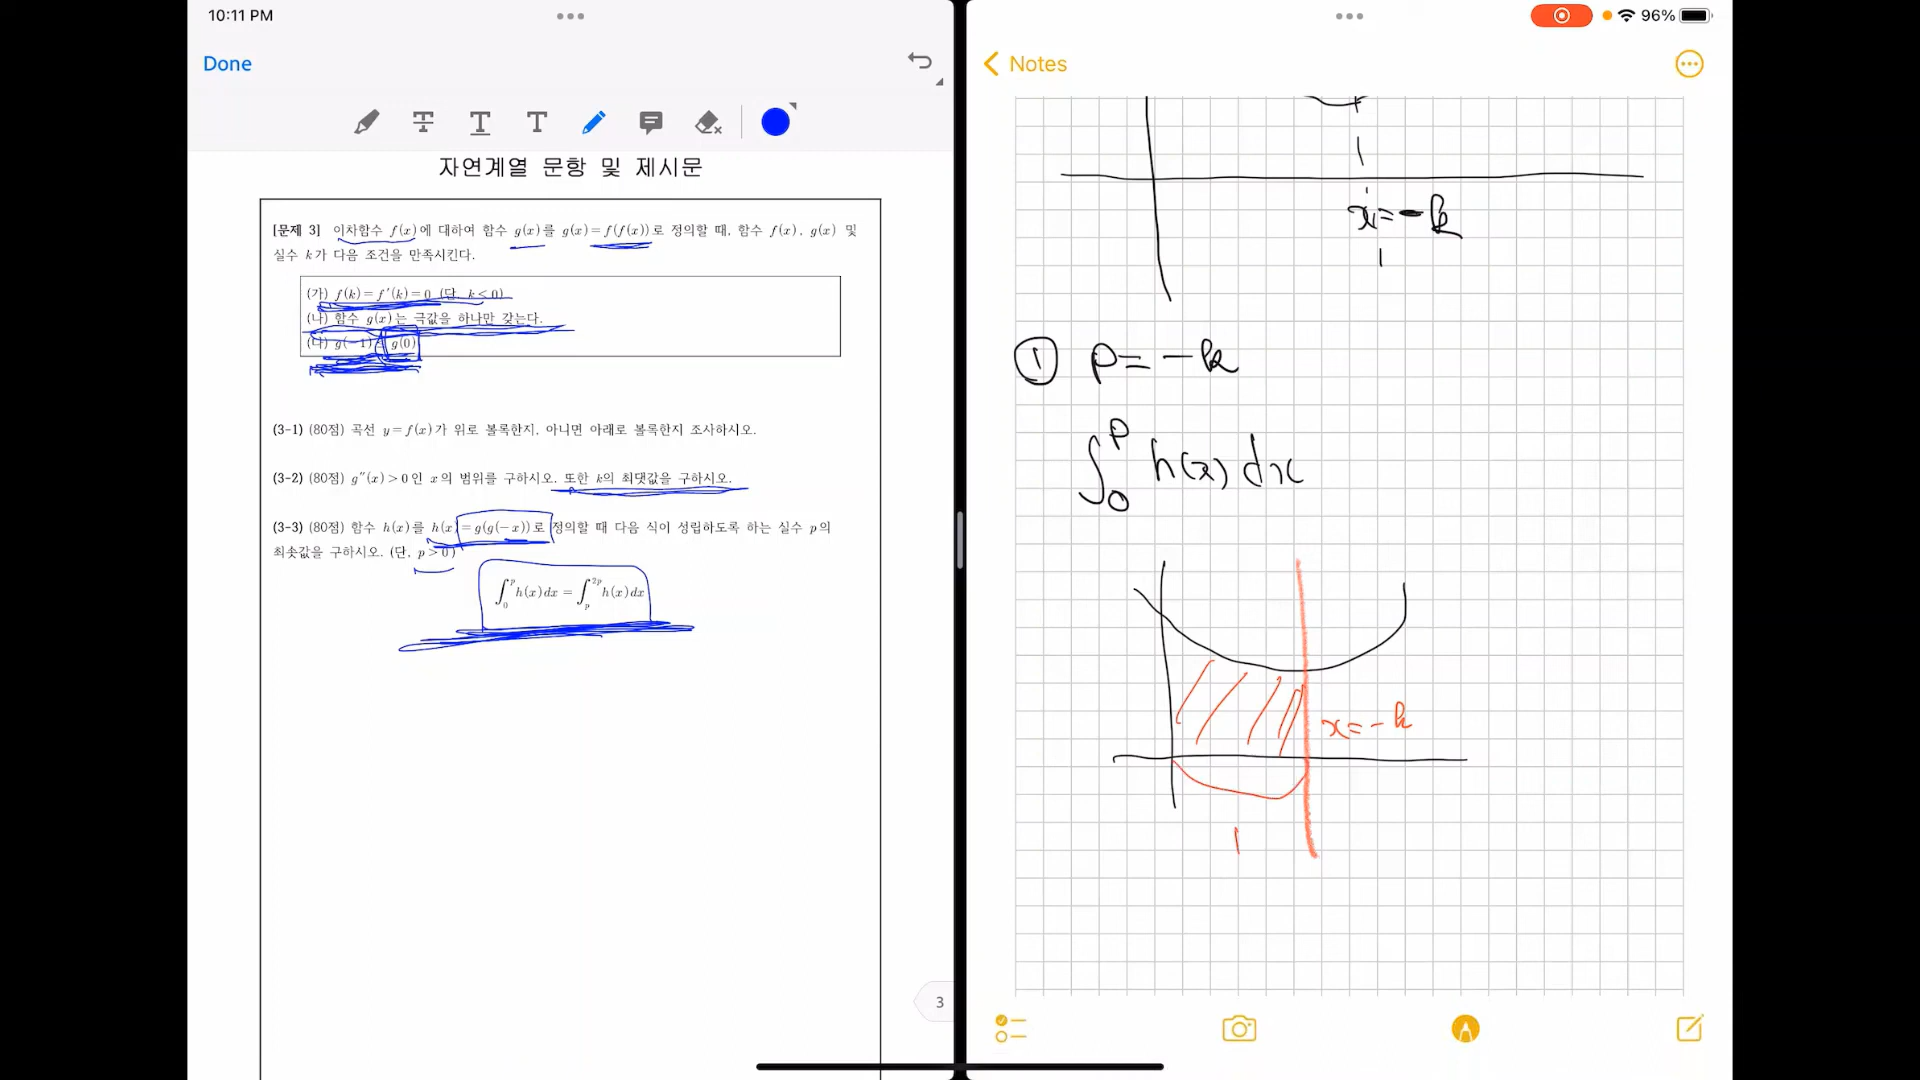 10:11 PM
96%
Done
Notes
자연계열 문항 및 제시문
[문제 3] 이차함수 f(x)에 대하여 함수 g(x)를 g(x)=f(f(x))로 정의할 때, 함수 f(x), g(x) 및
실수 k가 다음 조건을 만족시킨다.
(가) f(k)=f′(k)=0 (단, k<0)
(나) 함수 g(x)는 극값을 하나만 갖는다.
(다) g(−1) g(0)
(3-1) (80점) 곡선 y=f(x)가 위로 볼록한지, 아니면 아래로 볼록한지 조사하시오.
(3-2) (80점) g″(x)>0인 x의 범위를 구하시오. 또한 k의 최댓값을 구하시오.
(3-3) (80점) 함수 h(x)를 h(x)=g(g(−x))로 정의할 때 다음 식이 성립하도록 하는 실수 p의
최솟값을 구하시오. (단, p>0)
∫₀ᵖ h(x)dx = ∫ₚ²ᵖ h(x)dx
3
x=-k
① p=-k
∫₀ᵖ h(x)dx
x=-k